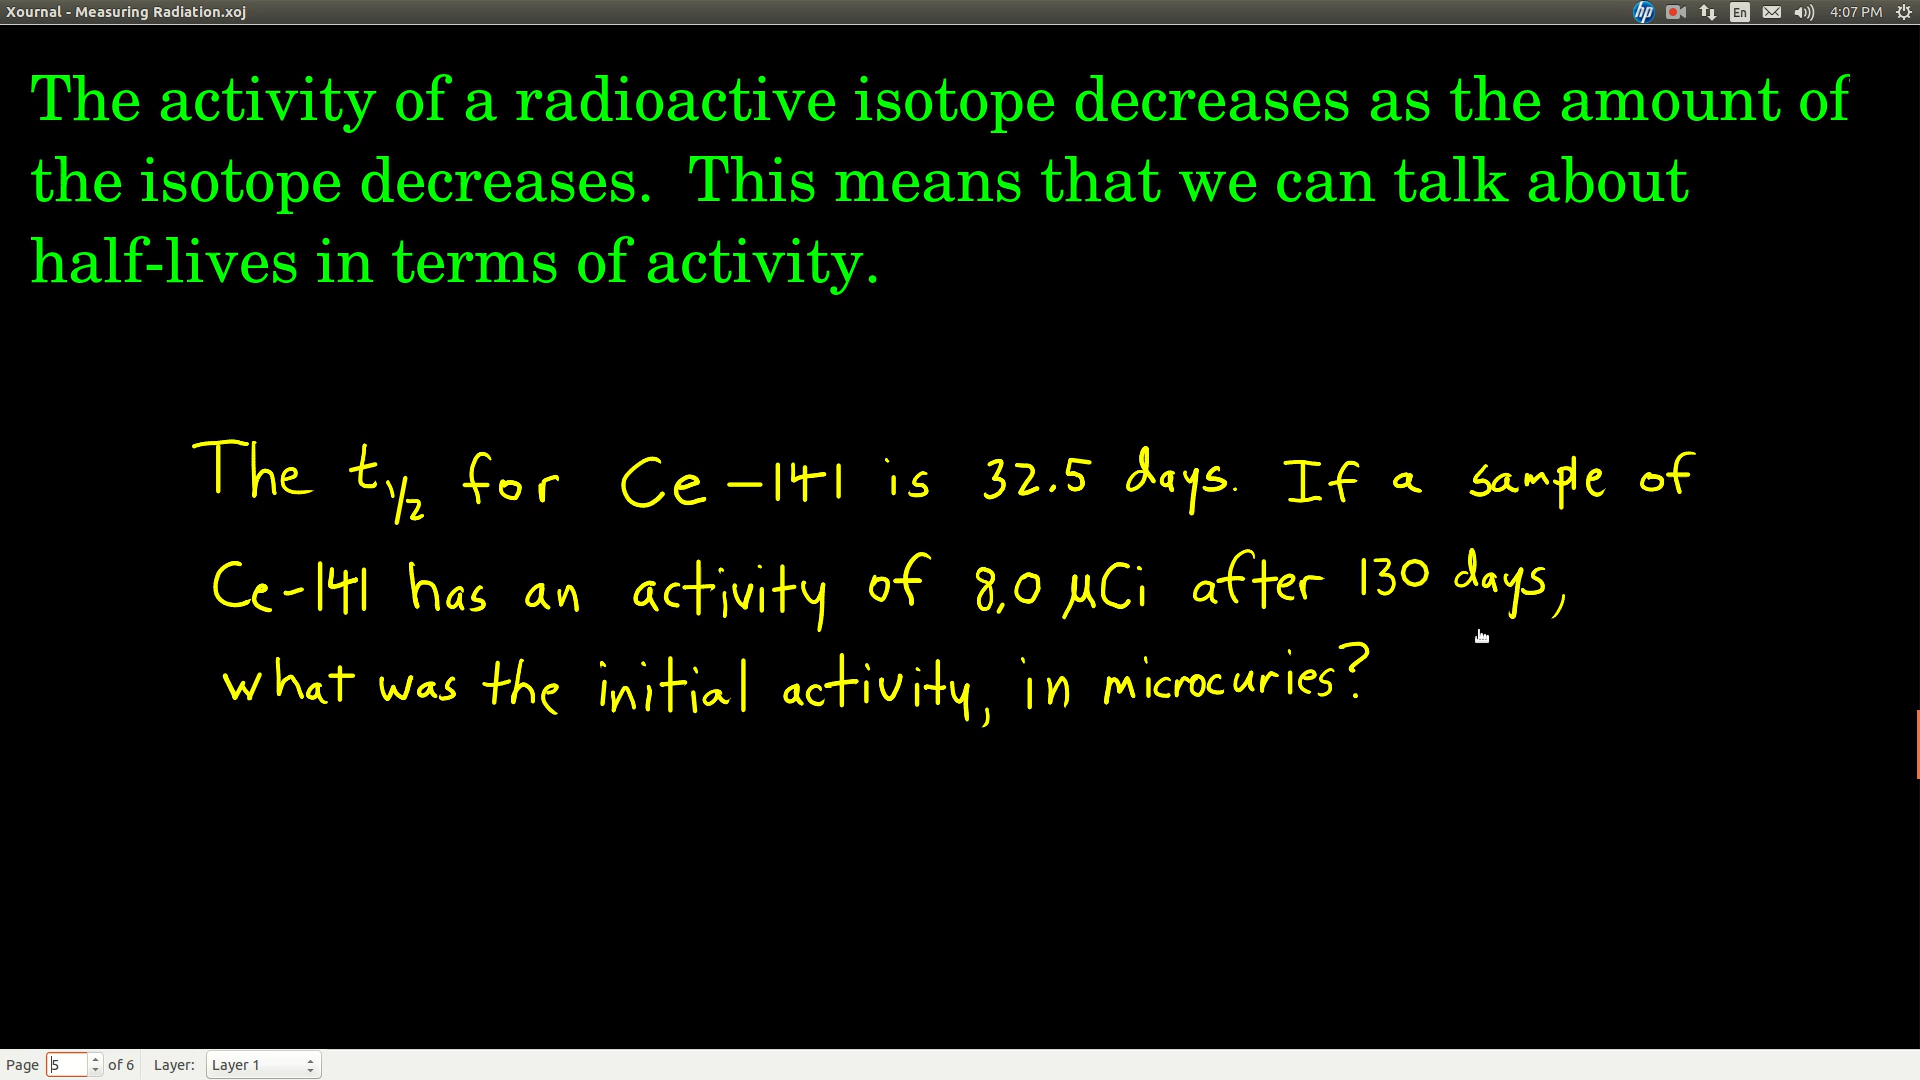 Xournal - Measuring Radiation.xoj
hp En 4:07 PM
The activity of a radioactive isotope decreases as the amount of
the isotope decreases. This means that we can talk about
half-lives in terms of activity.
The t1/2 for Ce-141 is 32.5 days. If a sample of
Ce-141 has an activity of 8.0 μCi after 130 days,
what was the initial activity, in microcuries?
Page 5 of 6 Layer: Layer 1